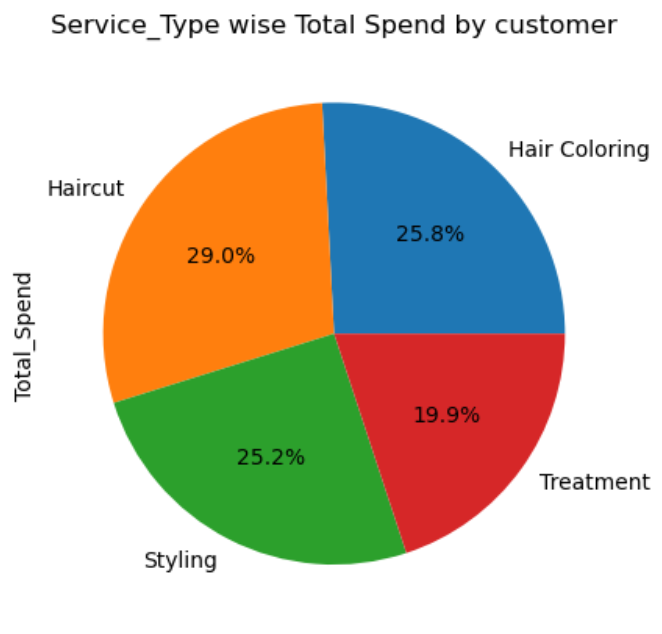 Service_Type wise Total Spend by customer
Hair Coloring
Haircut
25.8%
29.0%
Total_Spend
19.9%
25.2%
Treatment
Styling